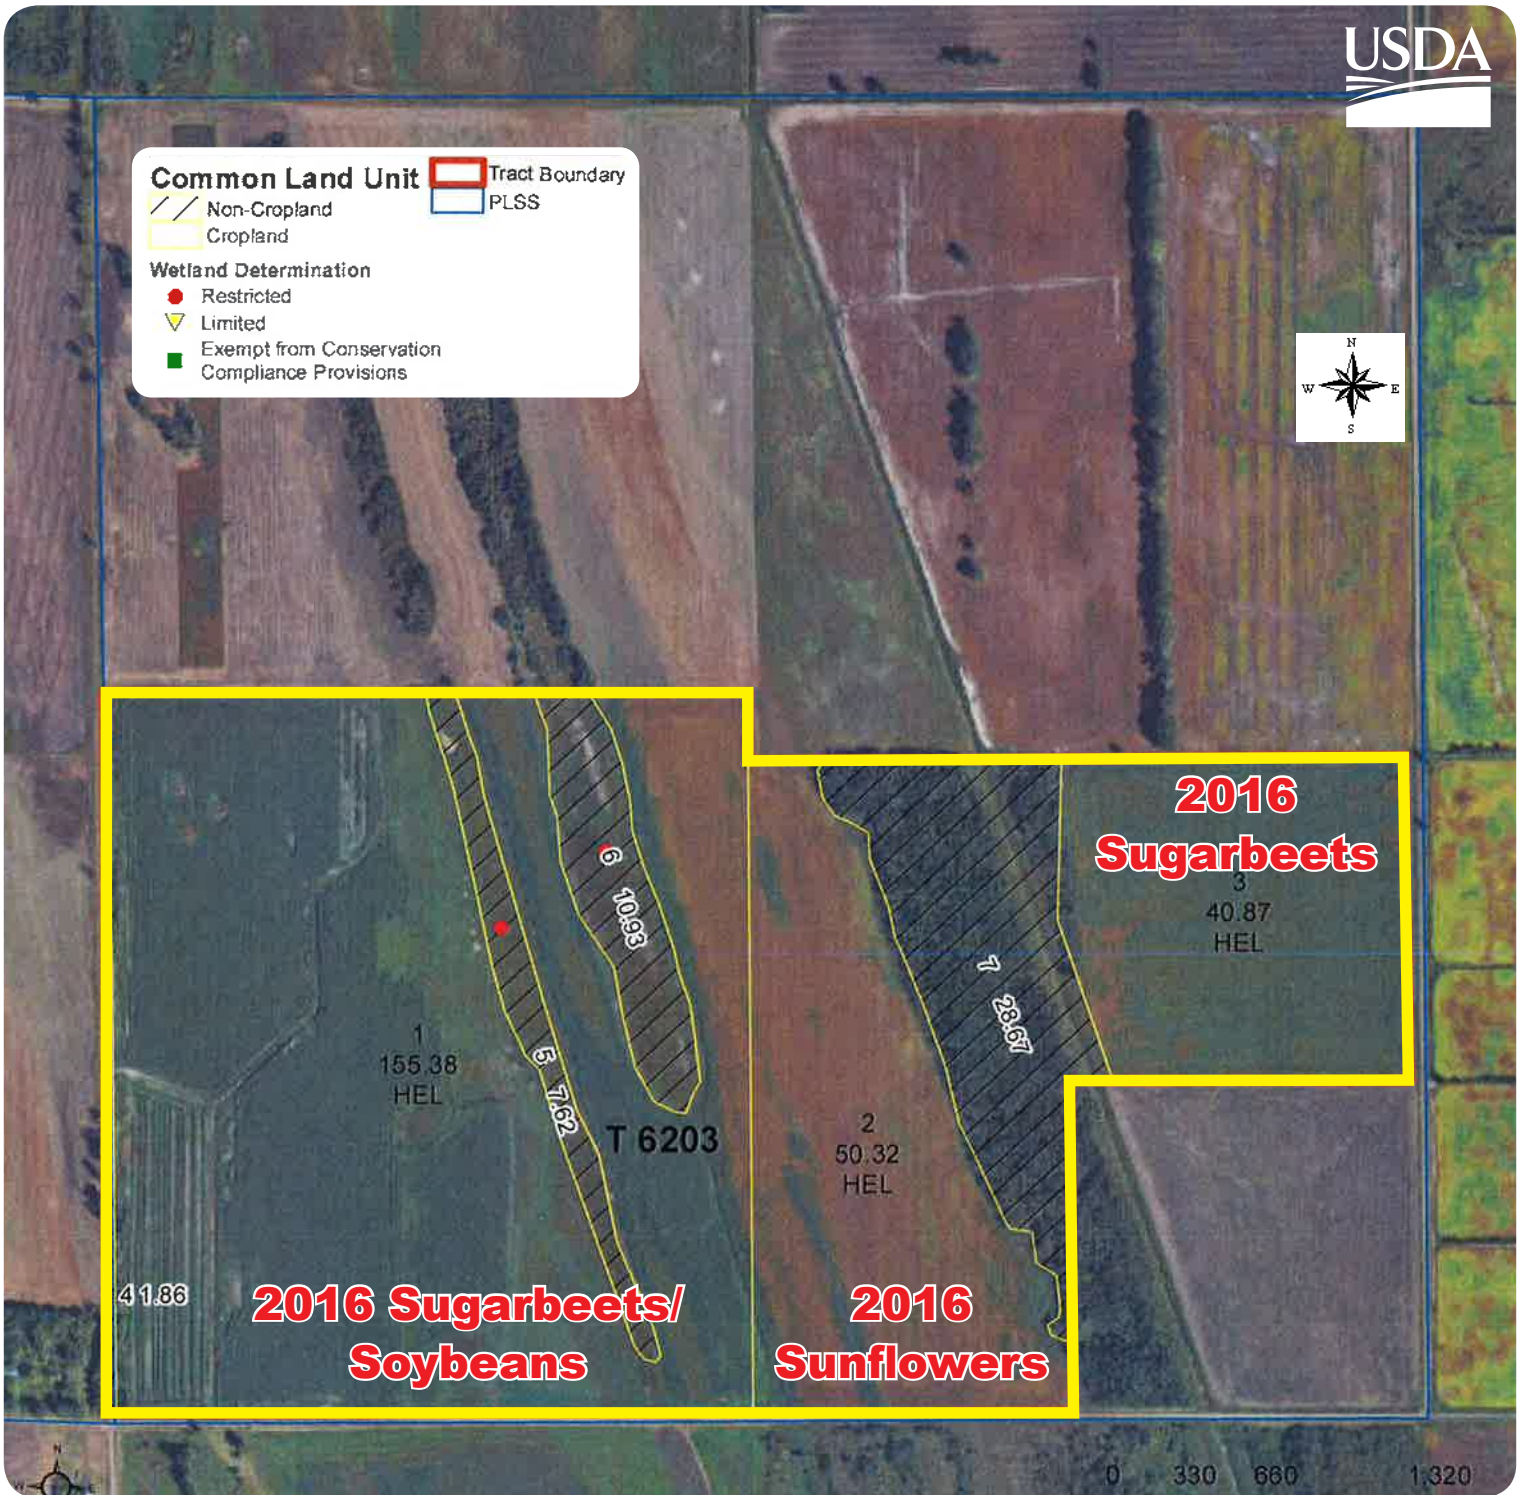 USDA
Common Land Unit
Non-Cropland
Cropland
Tract Boundary
PLSS
Wetland Determination
Restricted
Limited
Exempt from Conservation
Compliance Provisions
N
W E
S
2016
Sugarbeets
3
40.87
HEL
6
10.93
7
28.67
1
155.38
HEL
5
7.62
T 6203
2
50.32
HEL
4 1.86
2016 Sugarbeets/
Soybeans
2016
Sunflowers
N
E
0 330 660 1,320